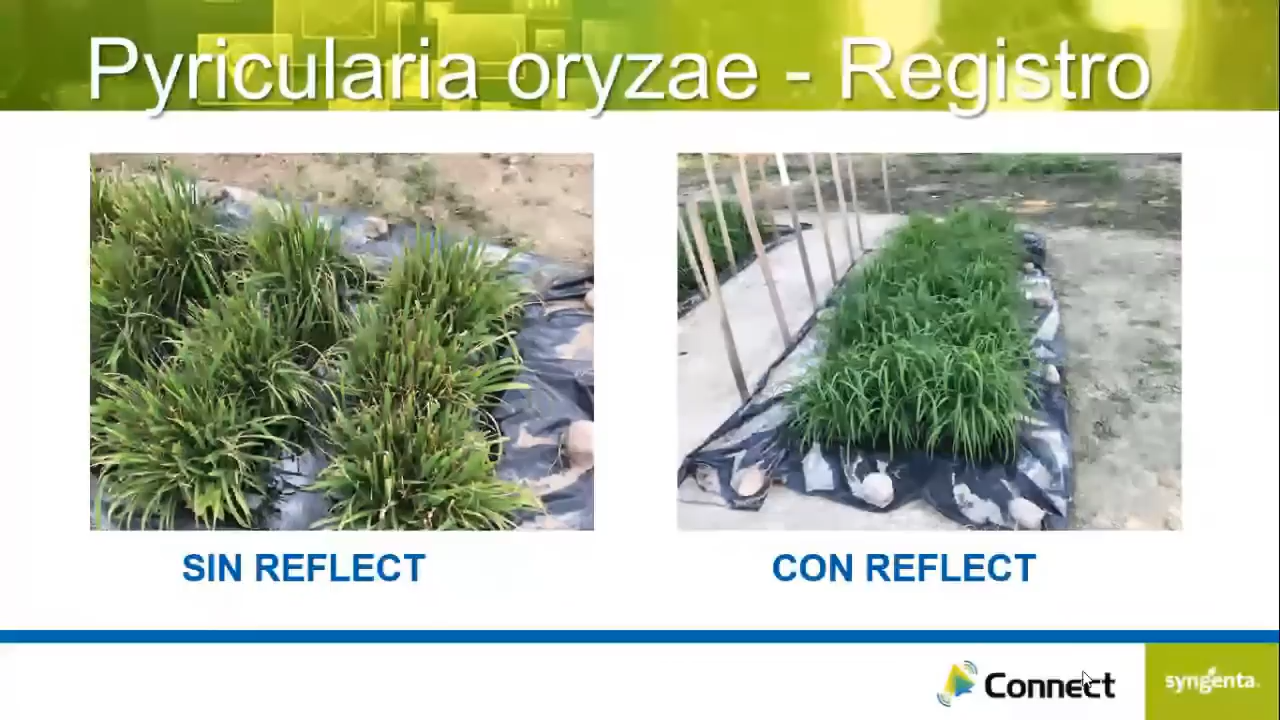 Pyricularia oryzae - Registro
SIN REFLECT
CON REFLECT
Connect
syngenta.